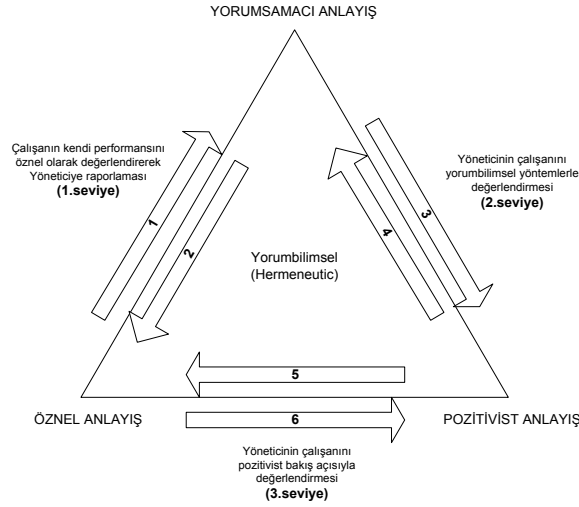 YORUMSAMACI ANLAYIŞ
Çalışanın kendi performansını
öznel olarak değerlendirerek
Yöneticiye raporlaması
(1.seviye)
Yöneticinin çalışanını
yorumbilimsel yöntemlerle
değerlendirmesi
(2.seviye)
1
2
3
4
Yorumbilimsel
(Hermeneutic)
5
ÖZNEL ANLAYIŞ
6
POZİTİVİST ANLAYIŞ
Yöneticinin çalışanını
pozitivist bakış açısıyla
değerlendirmesi
(3.seviye)